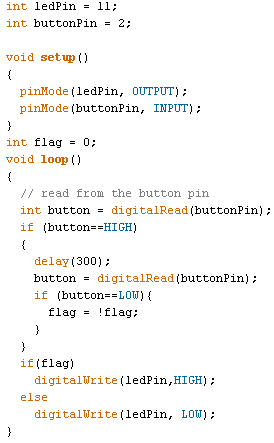 int ledPin = 11;
int buttonPin = 2;

void setup()
{
  pinMode(ledPin, OUTPUT);
  pinMode(buttonPin, INPUT);
}
int flag = 0;
void loop()
{
  // read from the button pin
  int button = digitalRead(buttonPin);
  if (button==HIGH)
  {
    delay(300);
    button = digitalRead(buttonPin);
    if (button==LOW){
      flag = !flag;
    }
  }
  if(flag)
    digitalWrite(ledPin,HIGH);
  else
    digitalWrite(ledPin, LOW);
}